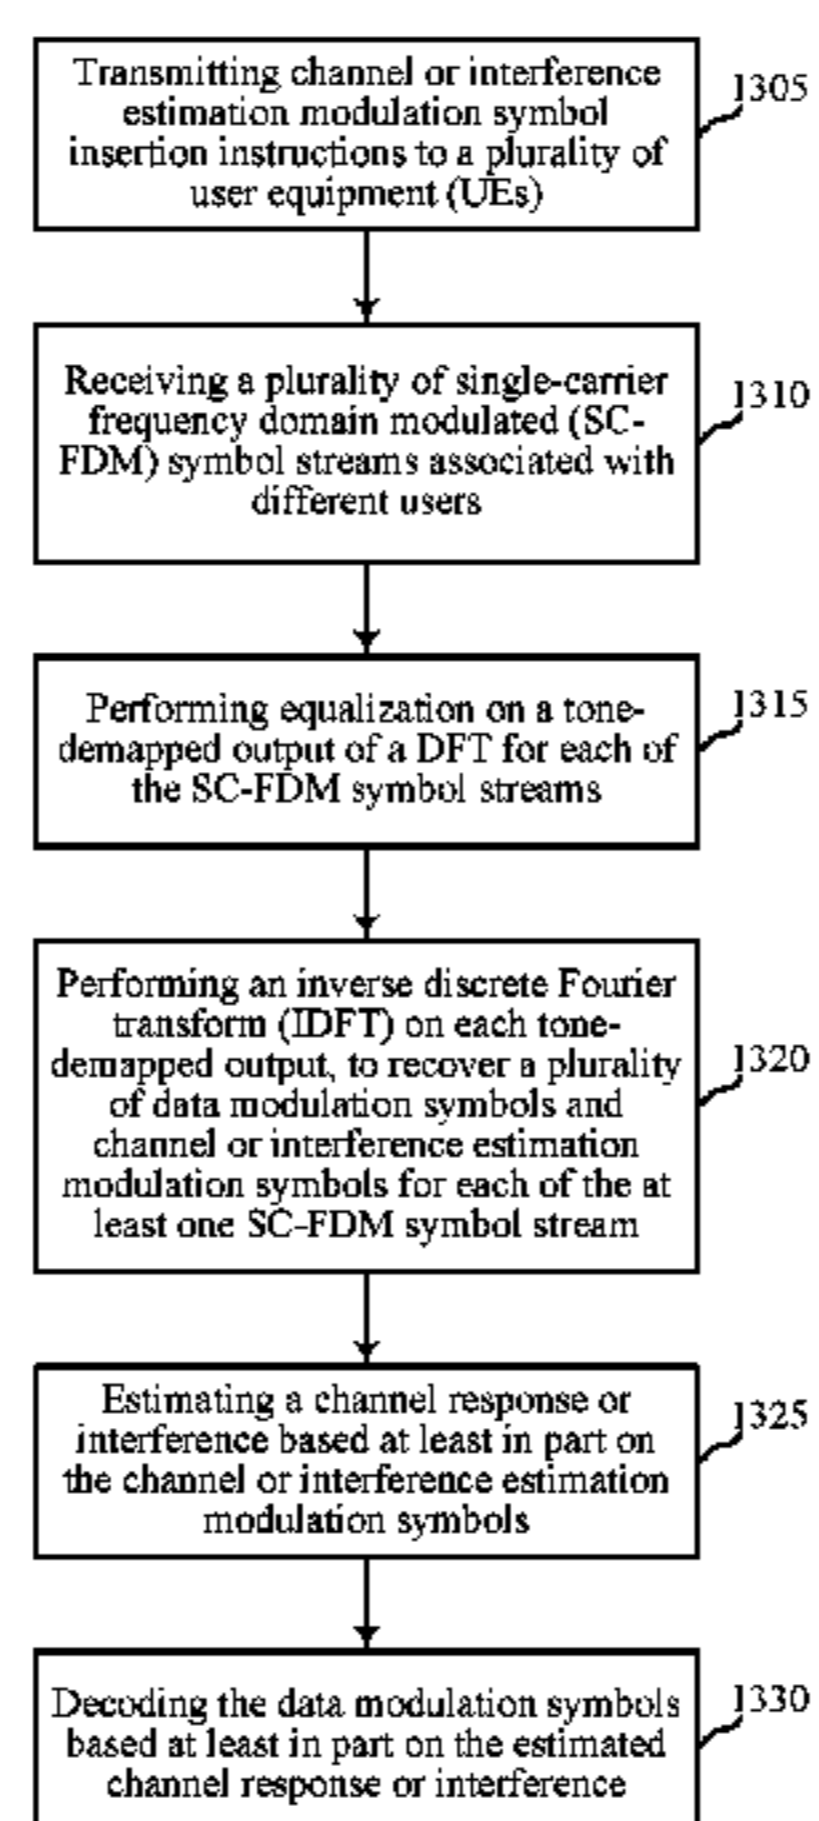 Transmitting channel or interference
estimation modulation symbol
insertion instructions to a plurality of
user equipment (UEs)
1305
Receiving a plurality of single-carrier
frequency domain modulated (SC-
FDM) symbol streams associated with
different users
1310
Performing equalization on a tone-
demapped output of a DFT for each of
the SC-FDM symbol streams
1315
Performing an inverse discrete Fourier
transform (IDFT) on each tone-
demapped output, to recover a plurality
of data modulation symbols and
channel or interference estimation
modulation symbols for each of the at
least one SC-FDM symbol stream
1320
Estimating a channel response or
interference based at least in part on
the channel or interference estimation
modulation symbols
1325
Decoding the data modulation symbols
based at least in part on the estimated
channel response or interference
1330